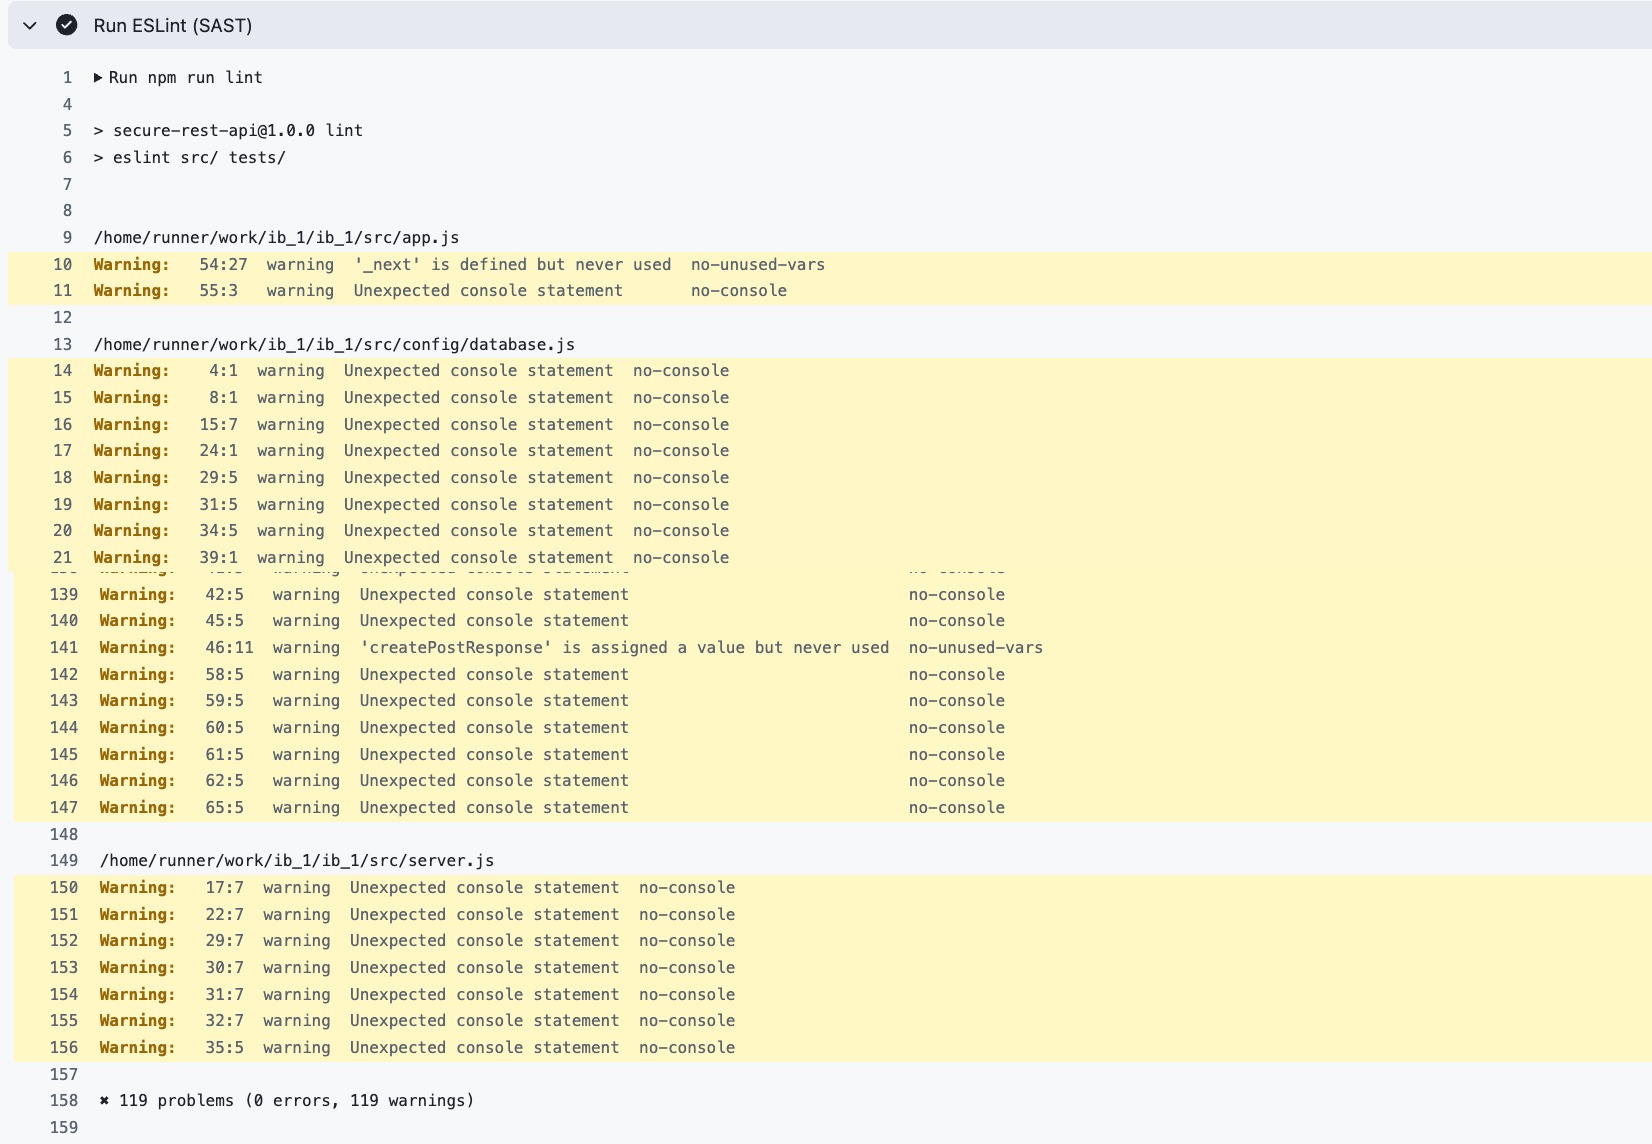 Run ESLint (SAST)
1 Run npm run lint
4
5 > secure-rest-api@1.0.0 lint
6 > eslint src/ tests/
7
8
9 /home/runner/work/ib_1/ib_1/src/app.js
10 Warning: 54:27 warning '_next' is defined but never used no-unused-vars
11 Warning: 55:3 warning Unexpected console statement no-console
12
13 /home/runner/work/ib_1/ib_1/src/config/database.js
14 Warning: 4:1 warning Unexpected console statement no-console
15 Warning: 8:1 warning Unexpected console statement no-console
16 Warning: 15:7 warning Unexpected console statement no-console
17 Warning: 24:1 warning Unexpected console statement no-console
18 Warning: 29:5 warning Unexpected console statement no-console
19 Warning: 31:5 warning Unexpected console statement no-console
20 Warning: 34:5 warning Unexpected console statement no-console
21 Warning: 39:1 warning Unexpected console statement no-console
139 Warning: 42:5 warning Unexpected console statement no-console
140 Warning: 45:5 warning Unexpected console statement no-console
141 Warning: 46:11 warning 'createPostResponse' is assigned a value but never used no-unused-vars
142 Warning: 58:5 warning Unexpected console statement no-console
143 Warning: 59:5 warning Unexpected console statement no-console
144 Warning: 60:5 warning Unexpected console statement no-console
145 Warning: 61:5 warning Unexpected console statement no-console
146 Warning: 62:5 warning Unexpected console statement no-console
147 Warning: 65:5 warning Unexpected console statement no-console
148
149 /home/runner/work/ib_1/ib_1/src/server.js
150 Warning: 17:7 warning Unexpected console statement no-console
151 Warning: 22:7 warning Unexpected console statement no-console
152 Warning: 29:7 warning Unexpected console statement no-console
153 Warning: 30:7 warning Unexpected console statement no-console
154 Warning: 31:7 warning Unexpected console statement no-console
155 Warning: 32:7 warning Unexpected console statement no-console
156 Warning: 35:5 warning Unexpected console statement no-console
157
158 ✖ 119 problems (0 errors, 119 warnings)
159